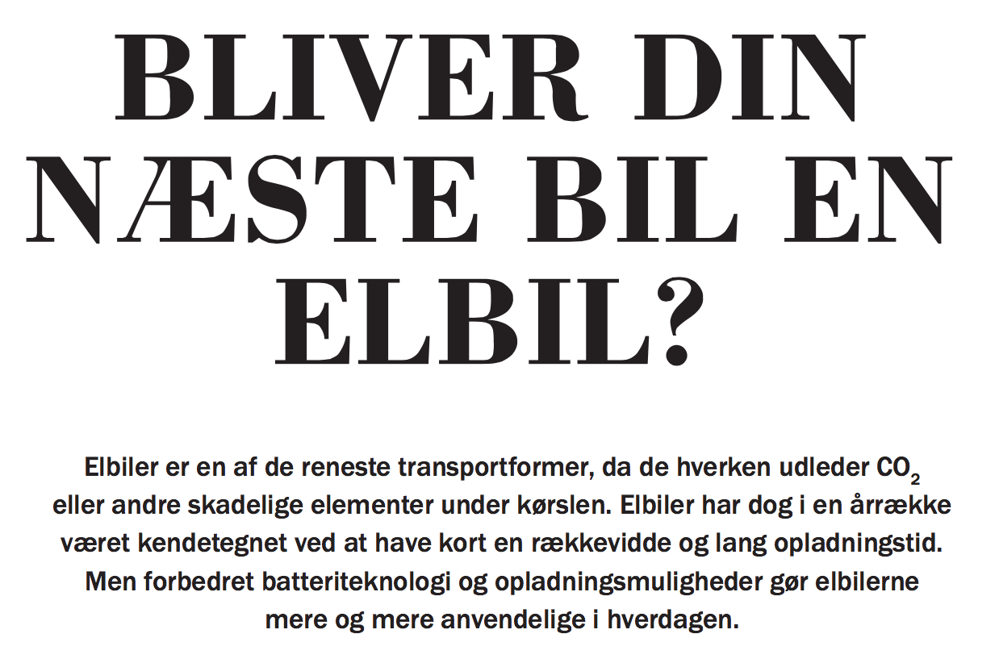 BLIVER DIN
NÆSTE BIL EN
ELBIL?
Elbiler er en af de reneste transportformer, da de hverken udleder CO₂
eller andre skadelige elementer under kørslen. Elbiler har dog i en årrække
været kendetegnet ved at have kort en rækkevidde og lang opladningstid.
Men forbedret batteriteknologi og opladningsmuligheder gør elbilerne
mere og mere anvendelige i hverdagen.